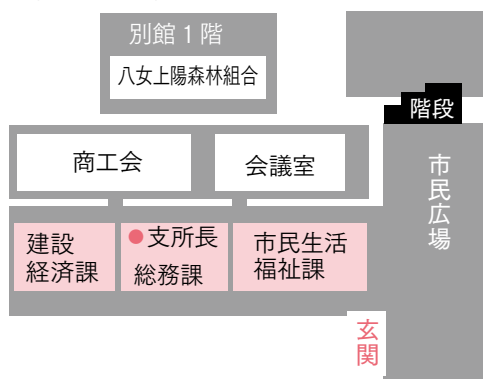 別館1階
八女上陽森林組合
階段
商工会
会議室
市民広場
建設
経済課
●支所長
総務課
市民生活
福祉課
玄関